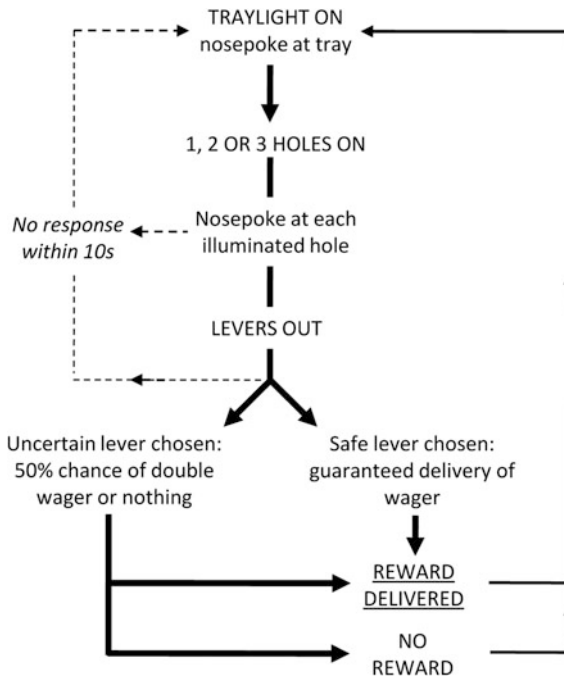 TRAYLIGHT ON
nosepoke at tray
1, 2 OR 3 HOLES ON
No response
within 10s
Nosepoke at each
illuminated hole
LEVERS OUT
Uncertain lever chosen:
50% chance of double
wager or nothing
Safe lever chosen:
guaranteed delivery of
wager
REWARD
DELIVERED
NO
REWARD